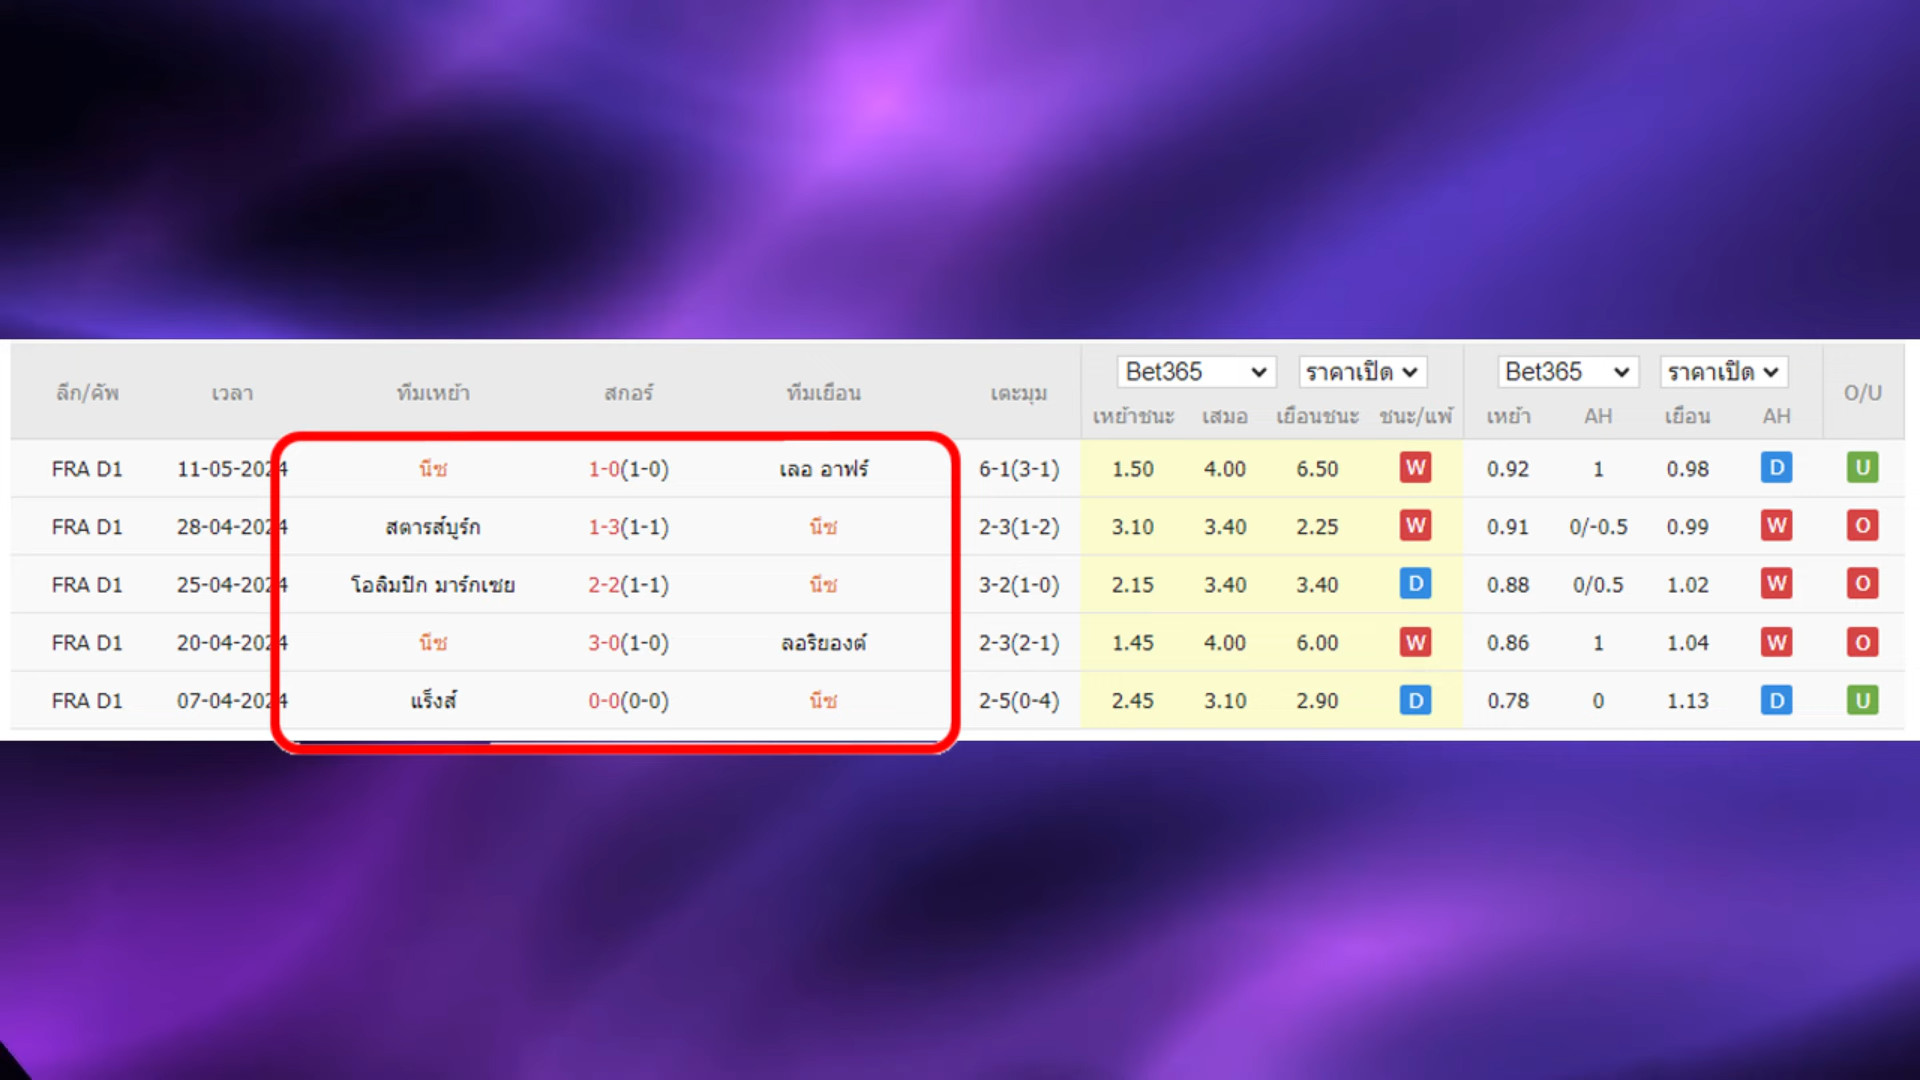 Bet365 ราคาเปิด Bet365 ราคาเปิด
ลีก/คัพ เวลา ทีมเหย้า สกอร์ ทีมเยือน เตะมุม O/U
เหย้าชนะ เสมอ เยือนชนะ ชนะ/แพ้ เหย้า AH เยือน AH
FRA D1 11-05-2024 นีซ 1-0(1-0) เลอ อาฟร์ 6-1(3-1) 1.50 4.00 6.50 W 0.92 1 0.98 D U
FRA D1 28-04-2024 สตารส์บูร์ก 1-3(1-1) นีซ 2-3(1-2) 3.10 3.40 2.25 W 0.91 0/-0.5 0.99 W O
FRA D1 25-04-2024 โอลิมปิก มาร์กเซย 2-2(1-1) นีซ 3-2(1-0) 2.15 3.40 3.40 D 0.88 0/0.5 1.02 W O
FRA D1 20-04-2024 นีซ 3-0(1-0) ลอริยองต์ 2-3(2-1) 1.45 4.00 6.00 W 0.86 1 1.04 W O
FRA D1 07-04-2024 แร็งส์ 0-0(0-0) นีซ 2-5(0-4) 2.45 3.10 2.90 D 0.78 0 1.13 D U